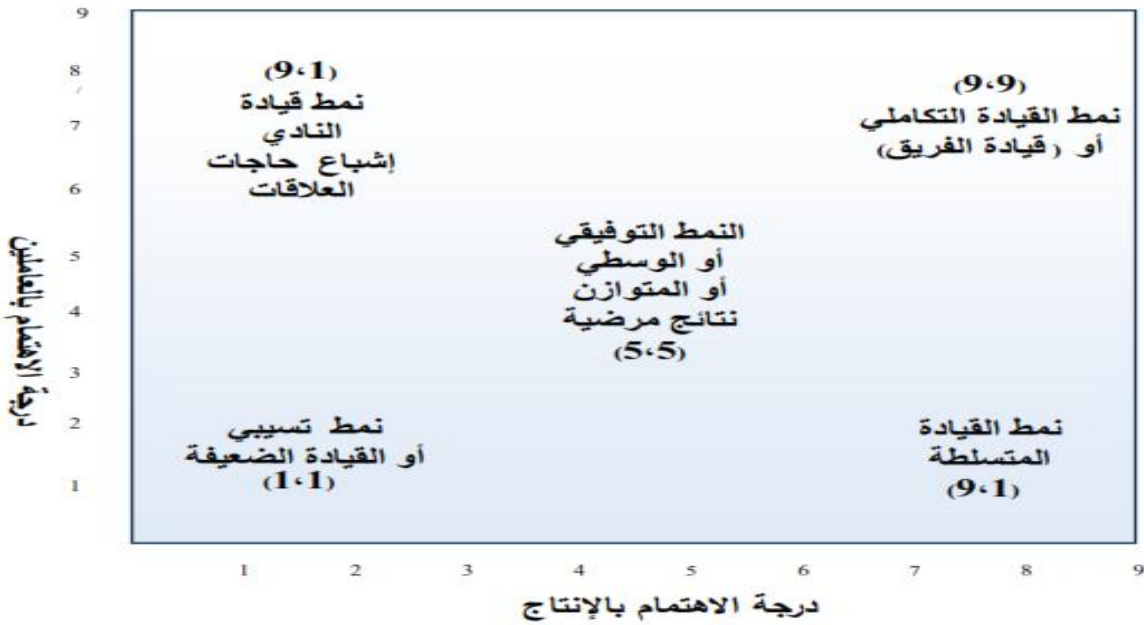 درجة الاهتمام بالعاملين
9
8
7
6
5
4
3
2
1
(9،9)
نمط القيادة التكاملي
أو (قيادة الفريق)
(9،1)
نمط قيادة
النادي
إشباع حاجات
العلاقات
النمط التوفيقي
أو الوسطي
أو المتوازن
نتائج مرضية
(5،5)
نمط القيادة
المتسلطة
(9،1)
نمط تسيبي
أو القيادة الضعيفة
(1،1)
1 2 3 4 5 6 7 8 9
درجة الاهتمام بالإنتاج